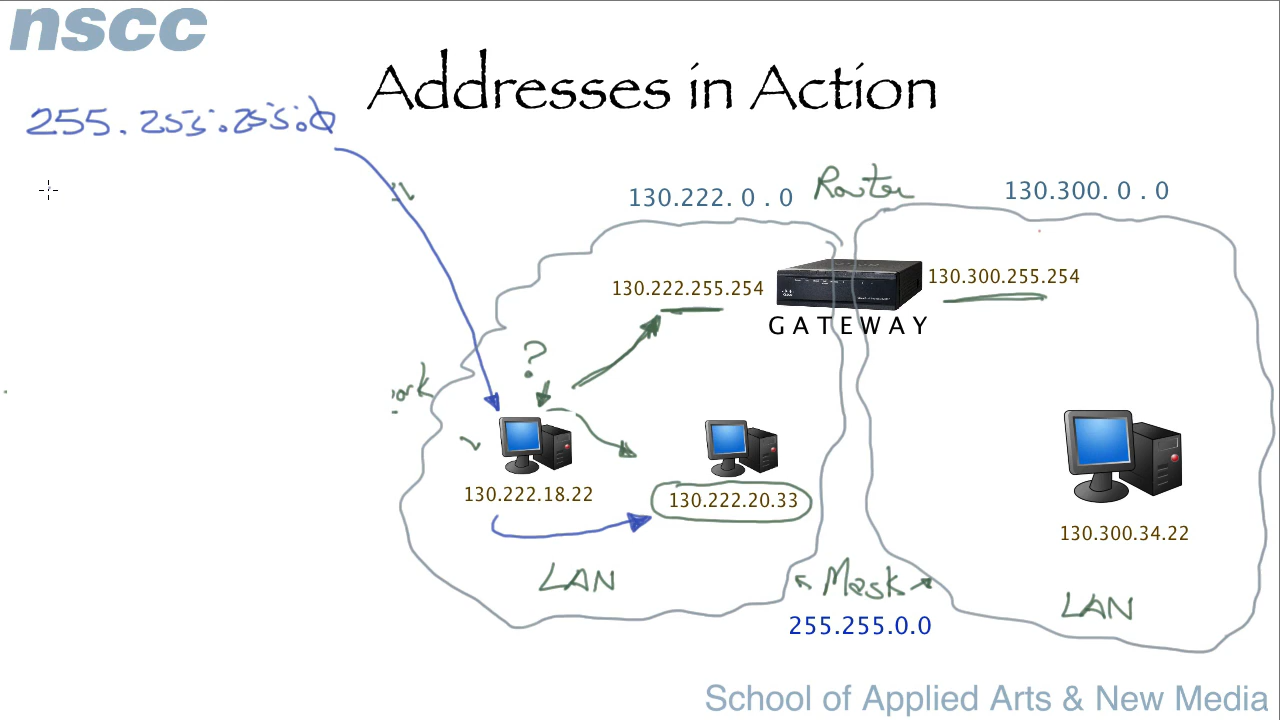 nscc
Addresses in Action
255.255.255.0
130.222. 0 . 0
Router
130.300. 0 . 0
130.222.255.254
130.300.255.254
GATEWAY
?
130.222.18.22
130.222.20.33
130.300.34.22
LAN
Mask
LAN
255.255.0.0
School of Applied Arts & New Media